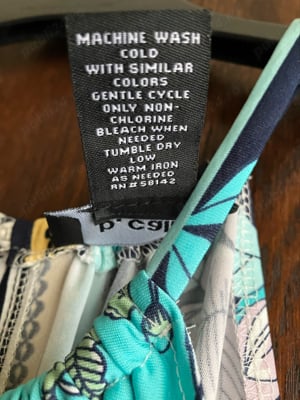 MACHINE WASH
COLD
WITH SIMILAR
COLORS
GENTLE CYCLE
ONLY NON-
CHLORINE
BLEACH WHEN
NEEDED
TUMBLE DRY
LOW
WARM IRON
AS NEEDED
RN#58142